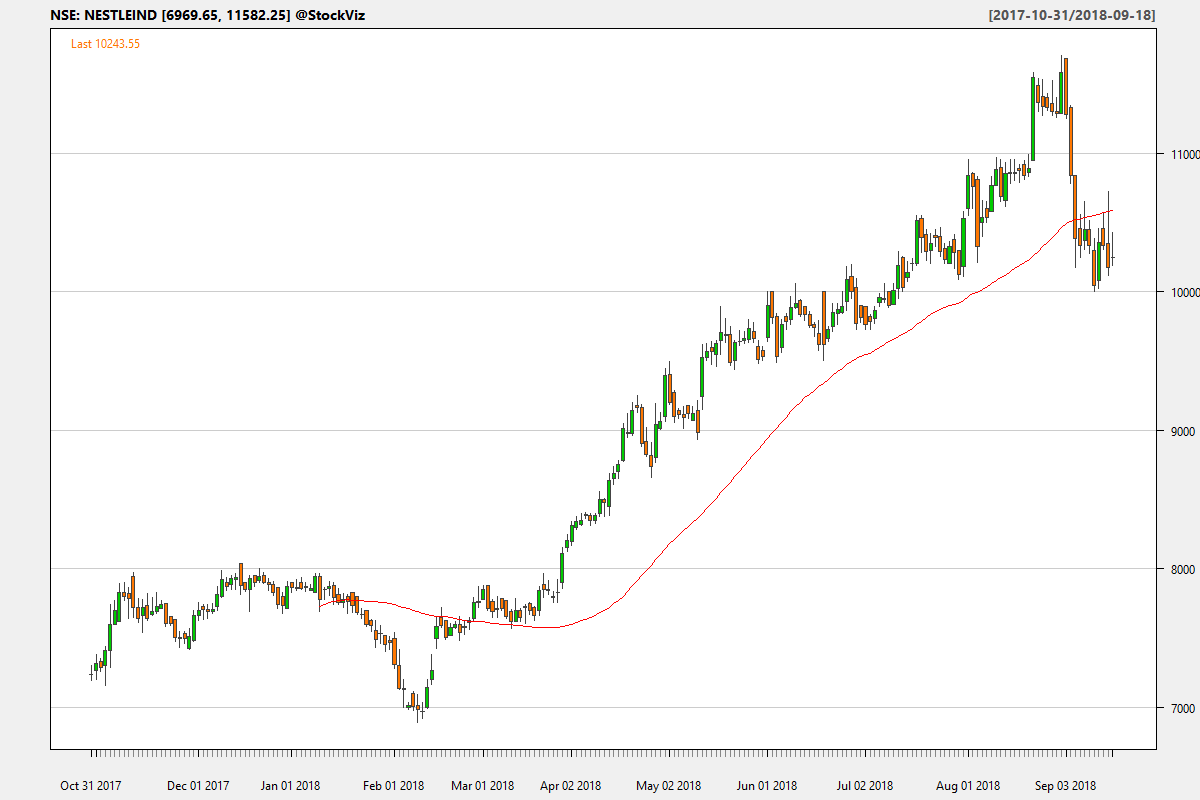 NSE: NESTLEIND [6969.65, 11582.25] @StockViz
[2017-10-31/2018-09-18]
Last 10243.55
11000
10000
9000
8000
7000
Oct 31 2017
Dec 01 2017
Jan 01 2018
Feb 01 2018
Mar 01 2018
Apr 02 2018
May 02 2018
Jun 01 2018
Jul 02 2018
Aug 01 2018
Sep 03 2018